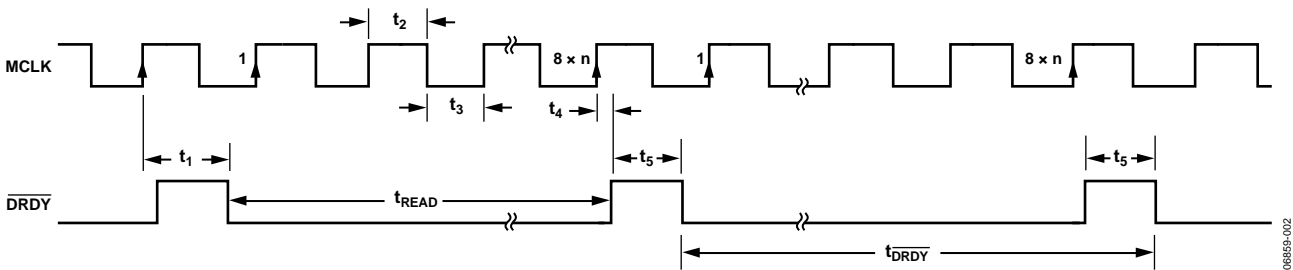 t2
MCLK
1
8 × n
1
8 × n
t3
t4
t1
t5
t5
DRDY
tREAD
tDRDY
06859-002